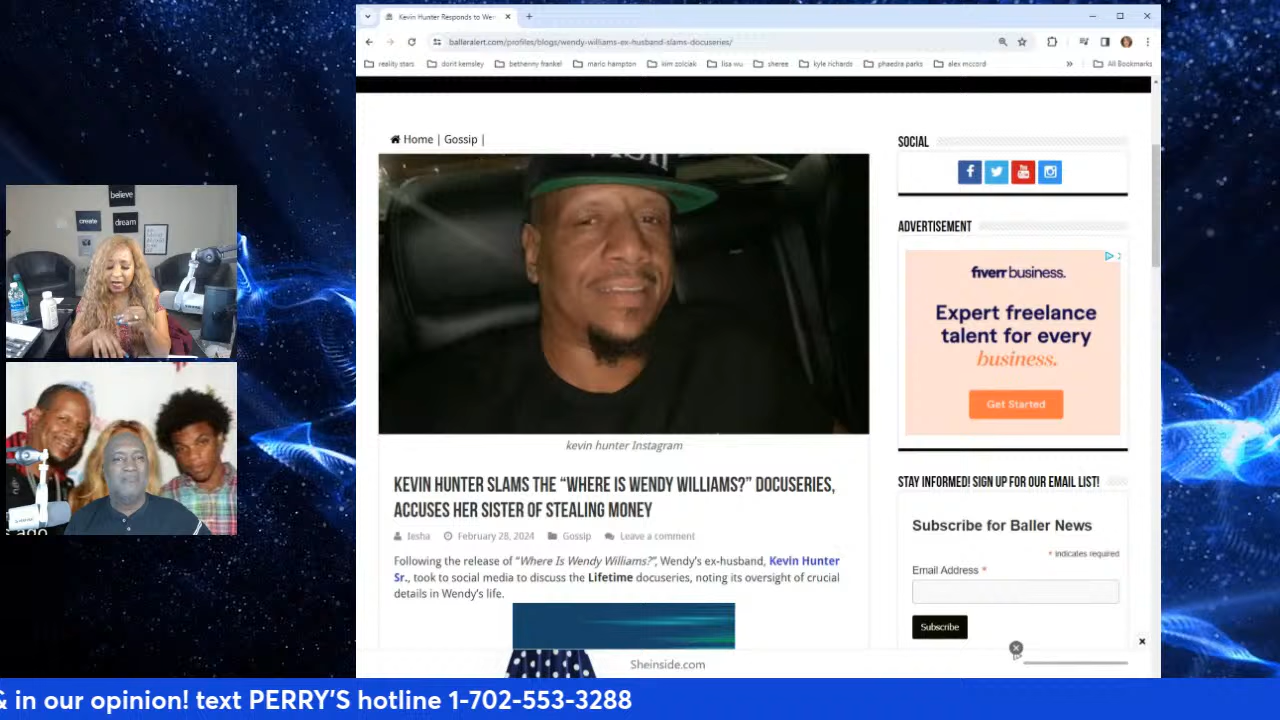 Kevin Hunter Responds to We
balleralert.com/profiles/blogs/wendy-williams-ex-husband-slams-docuseries/
reality stars
dorit kemsley
bethenny frankel
mario hampton
kim zolciak
lisa wu
sheree
kyle richards
phaedra parks
alex mccord
»
All Bookmarks
Home | Gossip |
believe
create
dream
kevin hunter Instagram
KEVIN HUNTER SLAMS THE “WHERE IS WENDY WILLIAMS?” DOCUSERIES,
ACCUSES HER SISTER OF STEALING MONEY
Iesha February 28, 2024 Gossip Leave a comment
Following the release of “Where Is Wendy Williams?”, Wendy's ex-husband, Kevin Hunter
Sr., took to social media to discuss the Lifetime docuseries, noting its oversight of crucial
details in Wendy's life.
Sheinside.com
SOCIAL
ADVERTISEMENT
fiverr business.
Expert freelance
talent for every
business.
Get Started
STAY INFORMED! SIGN UP FOR OUR EMAIL LIST!
Subscribe for Baller News
* indicates required
Email Address *
Subscribe
& in our opinion! text PERRY'S hotline 1-702-553-3288